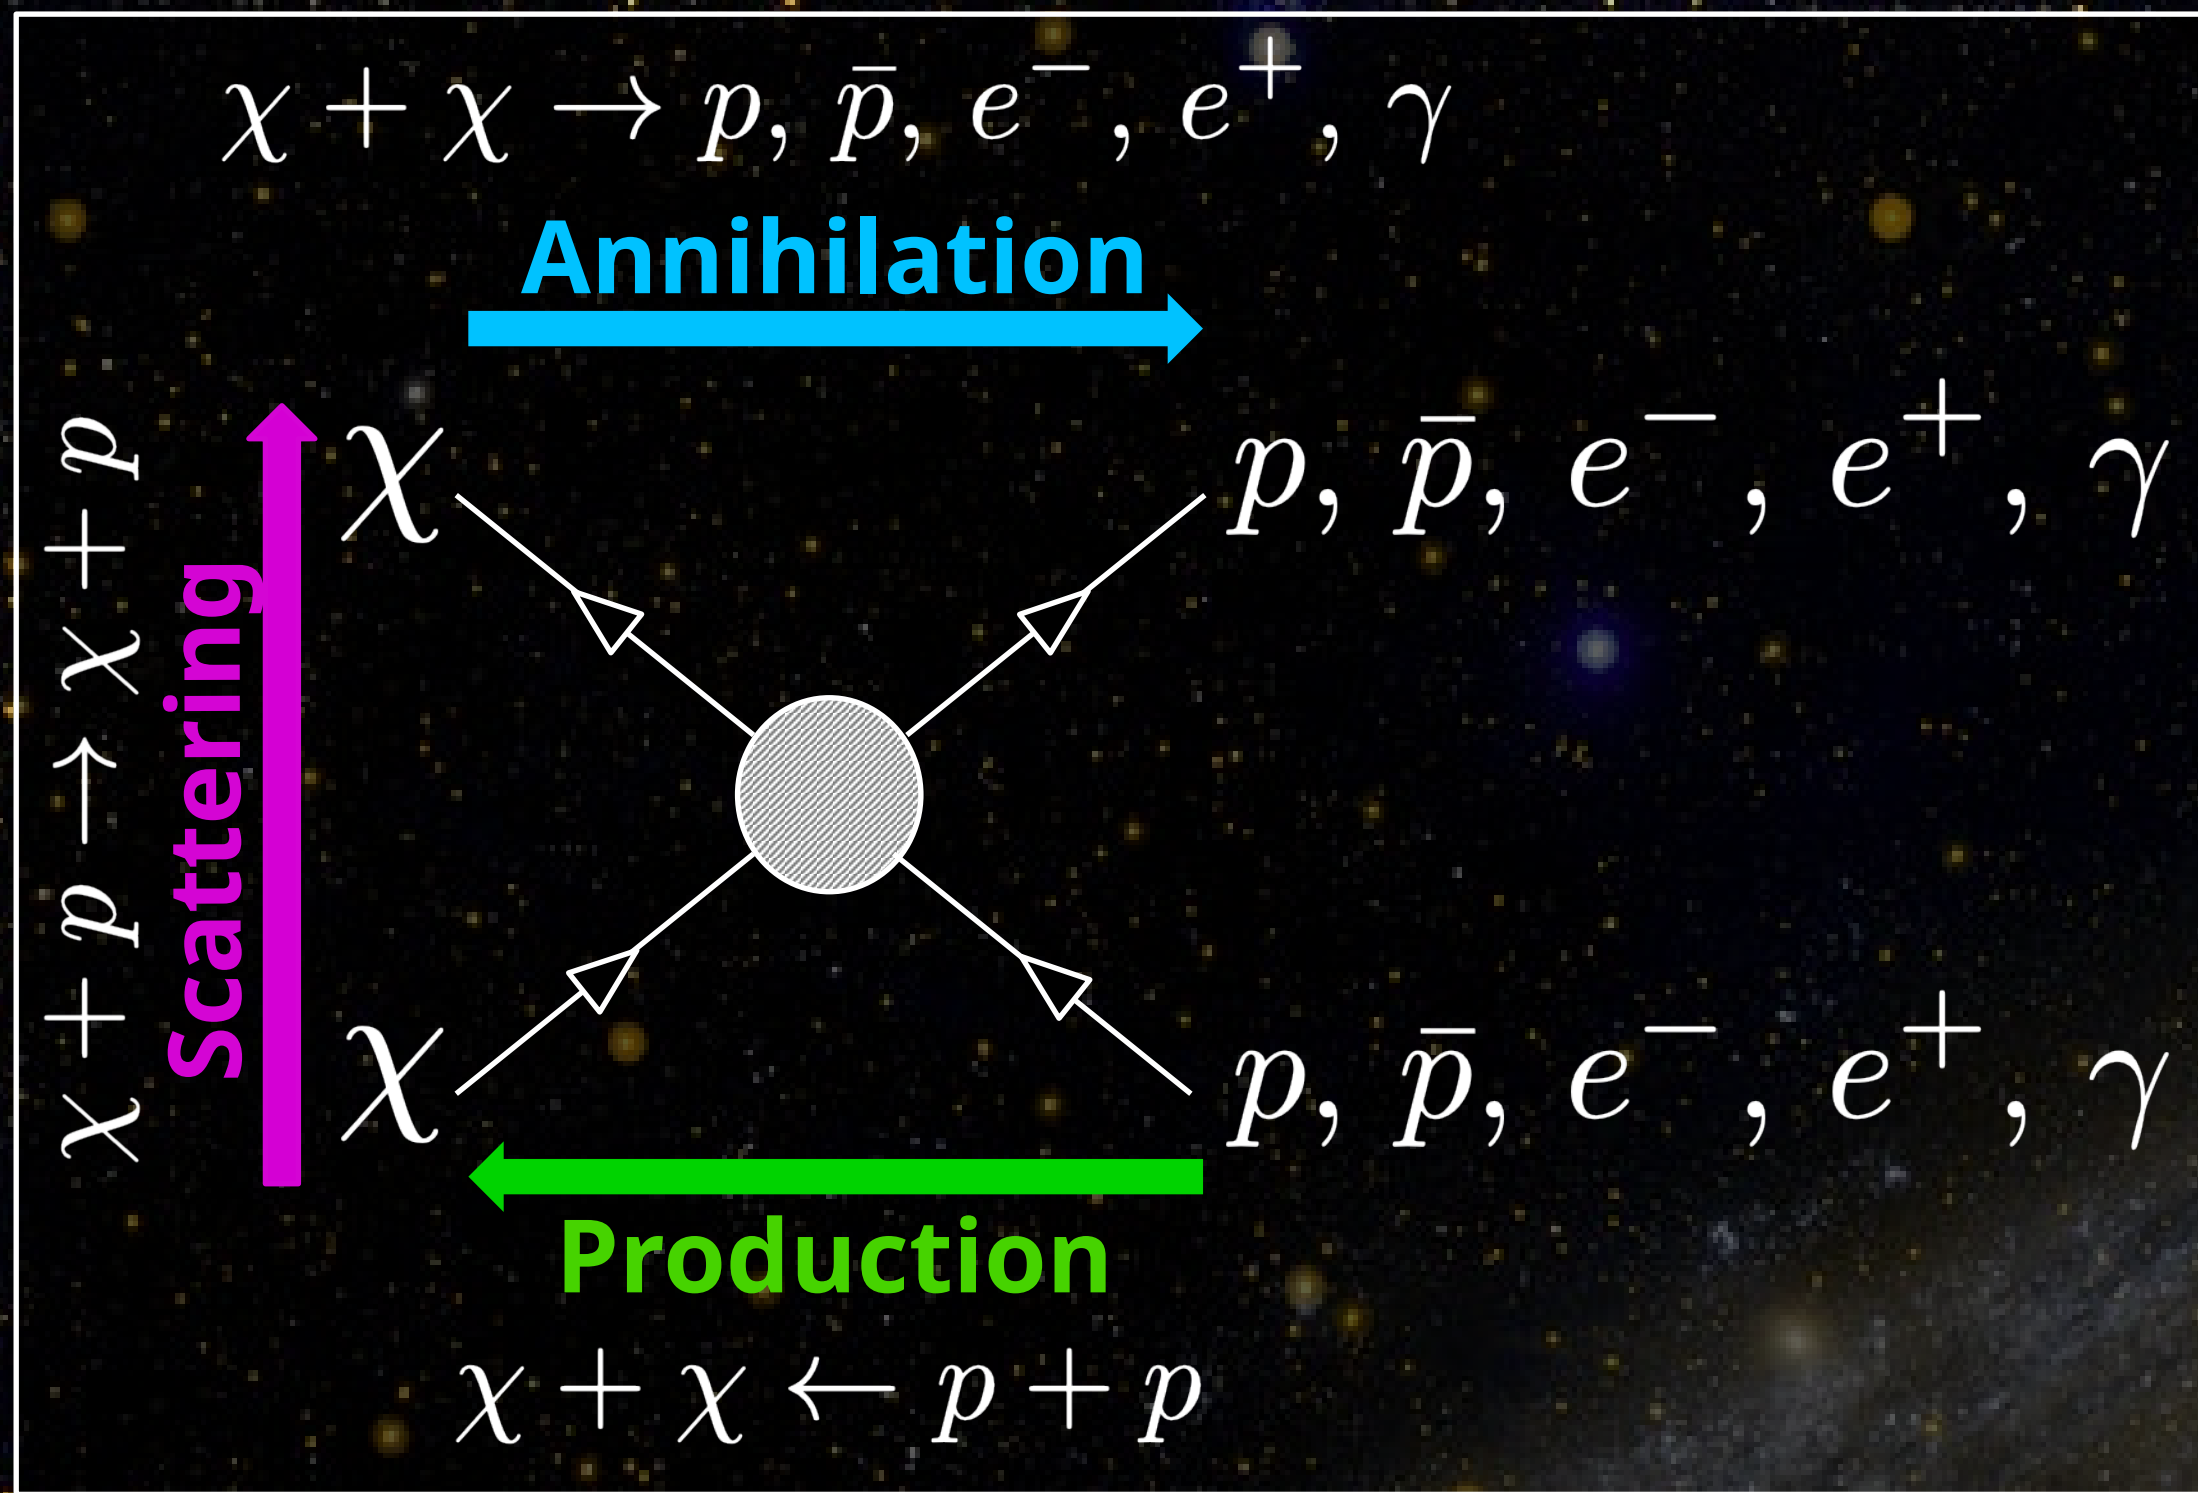 χ + χ → p, p̄, e⁻, e⁺, γ
Annihilation
χ + p → χ + p
Scattering
χ
p, p̄, e⁻, e⁺, γ
χ
p, p̄, e⁻, e⁺, γ
Production
χ + χ ← p + p